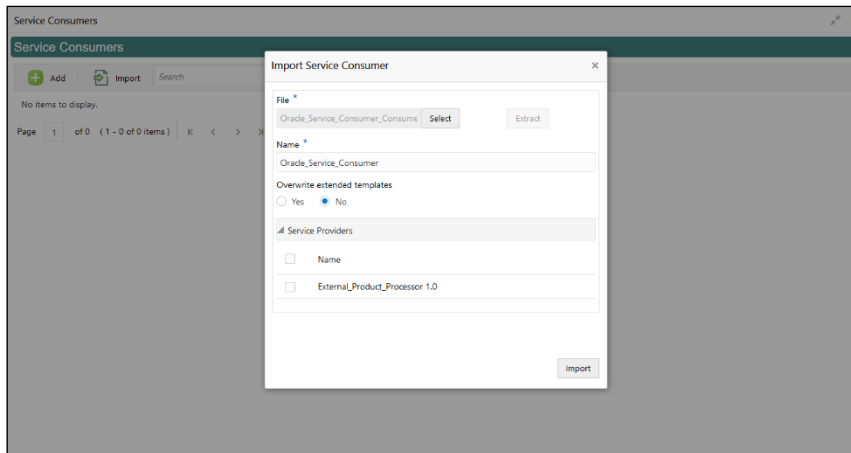 Service Consumers
Service Consumers
Add Import Search
No items to display.
Page 1 of 0 (1 - 0 of 0 items)
Import Service Consumer
File *
Oracle_Service_Consumer_Consume Select Extract
Name *
Oracle_Service_Consumer
Overwrite extended templates
Yes No
Service Providers
Name
External_Product_Processor 1.0
Import